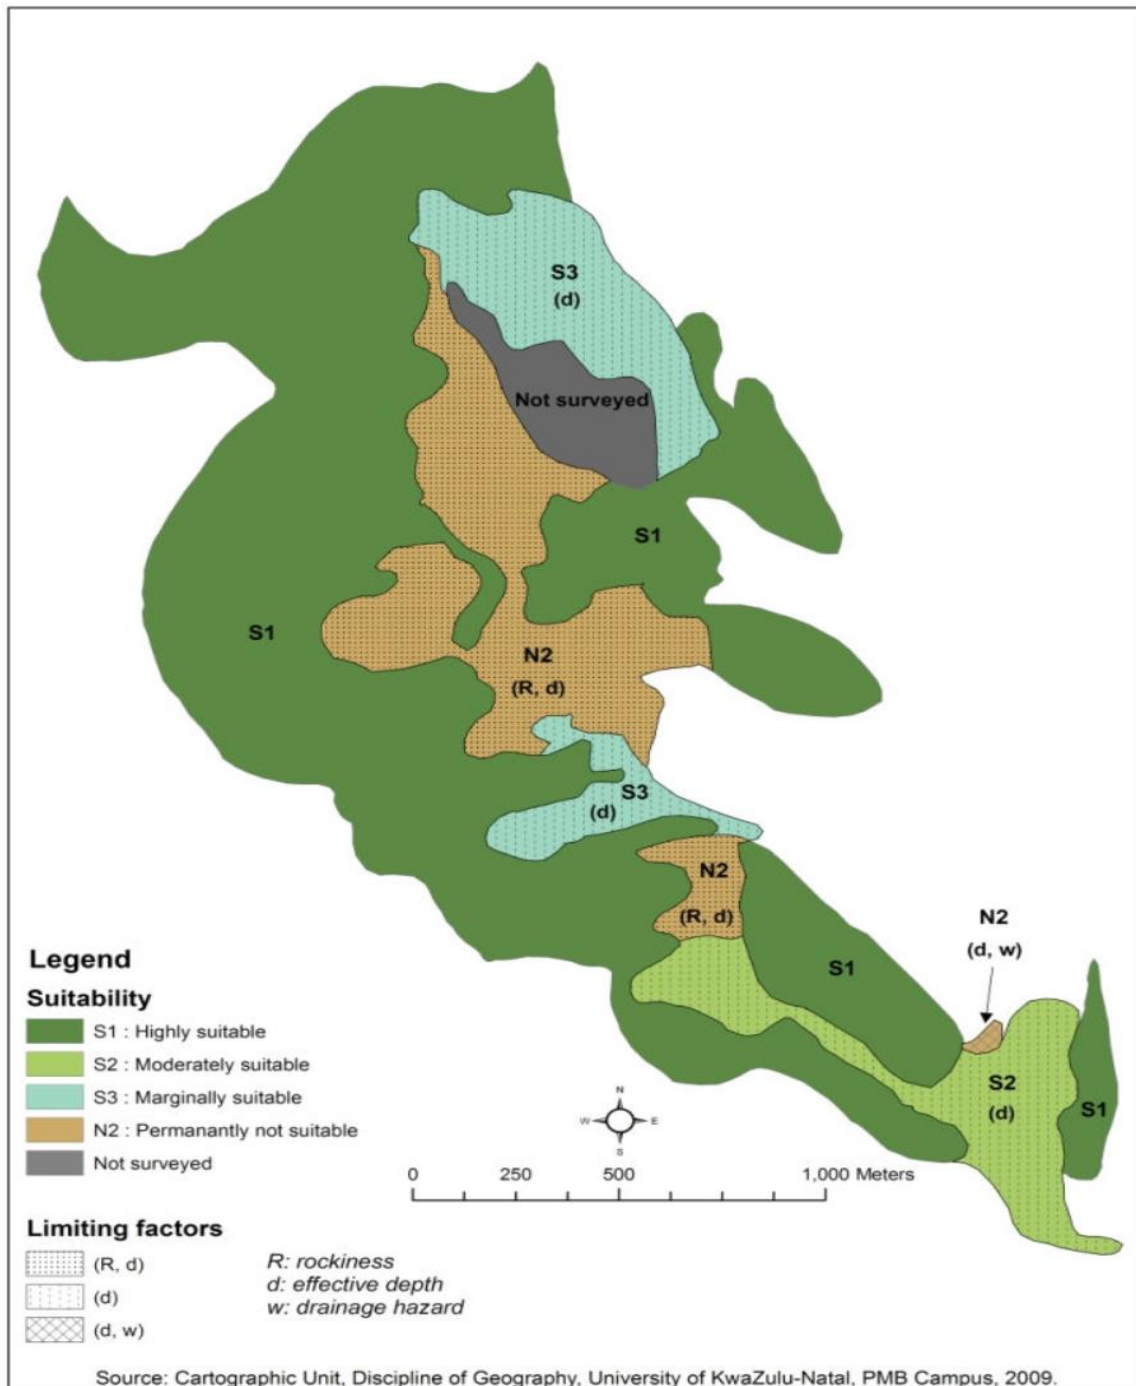 S3
(d)
Not surveyed
S1
S1
N2
(R, d)
S3
(d)
N2
(R, d)
N2
(d, w)
S1
S2
(d)
S1
Legend
Suitability
S1 : Highly suitable
S2 : Moderately suitable
S3 : Marginally suitable
N2 : Permanantly not suitable
Not surveyed
N
W E
S
0 250 500 1,000 Meters
Limiting factors
(R, d)
(d)
(d, w)
R: rockiness
d: effective depth
w: drainage hazard
Source: Cartographic Unit, Discipline of Geography, University of KwaZulu-Natal, PMB Campus, 2009.